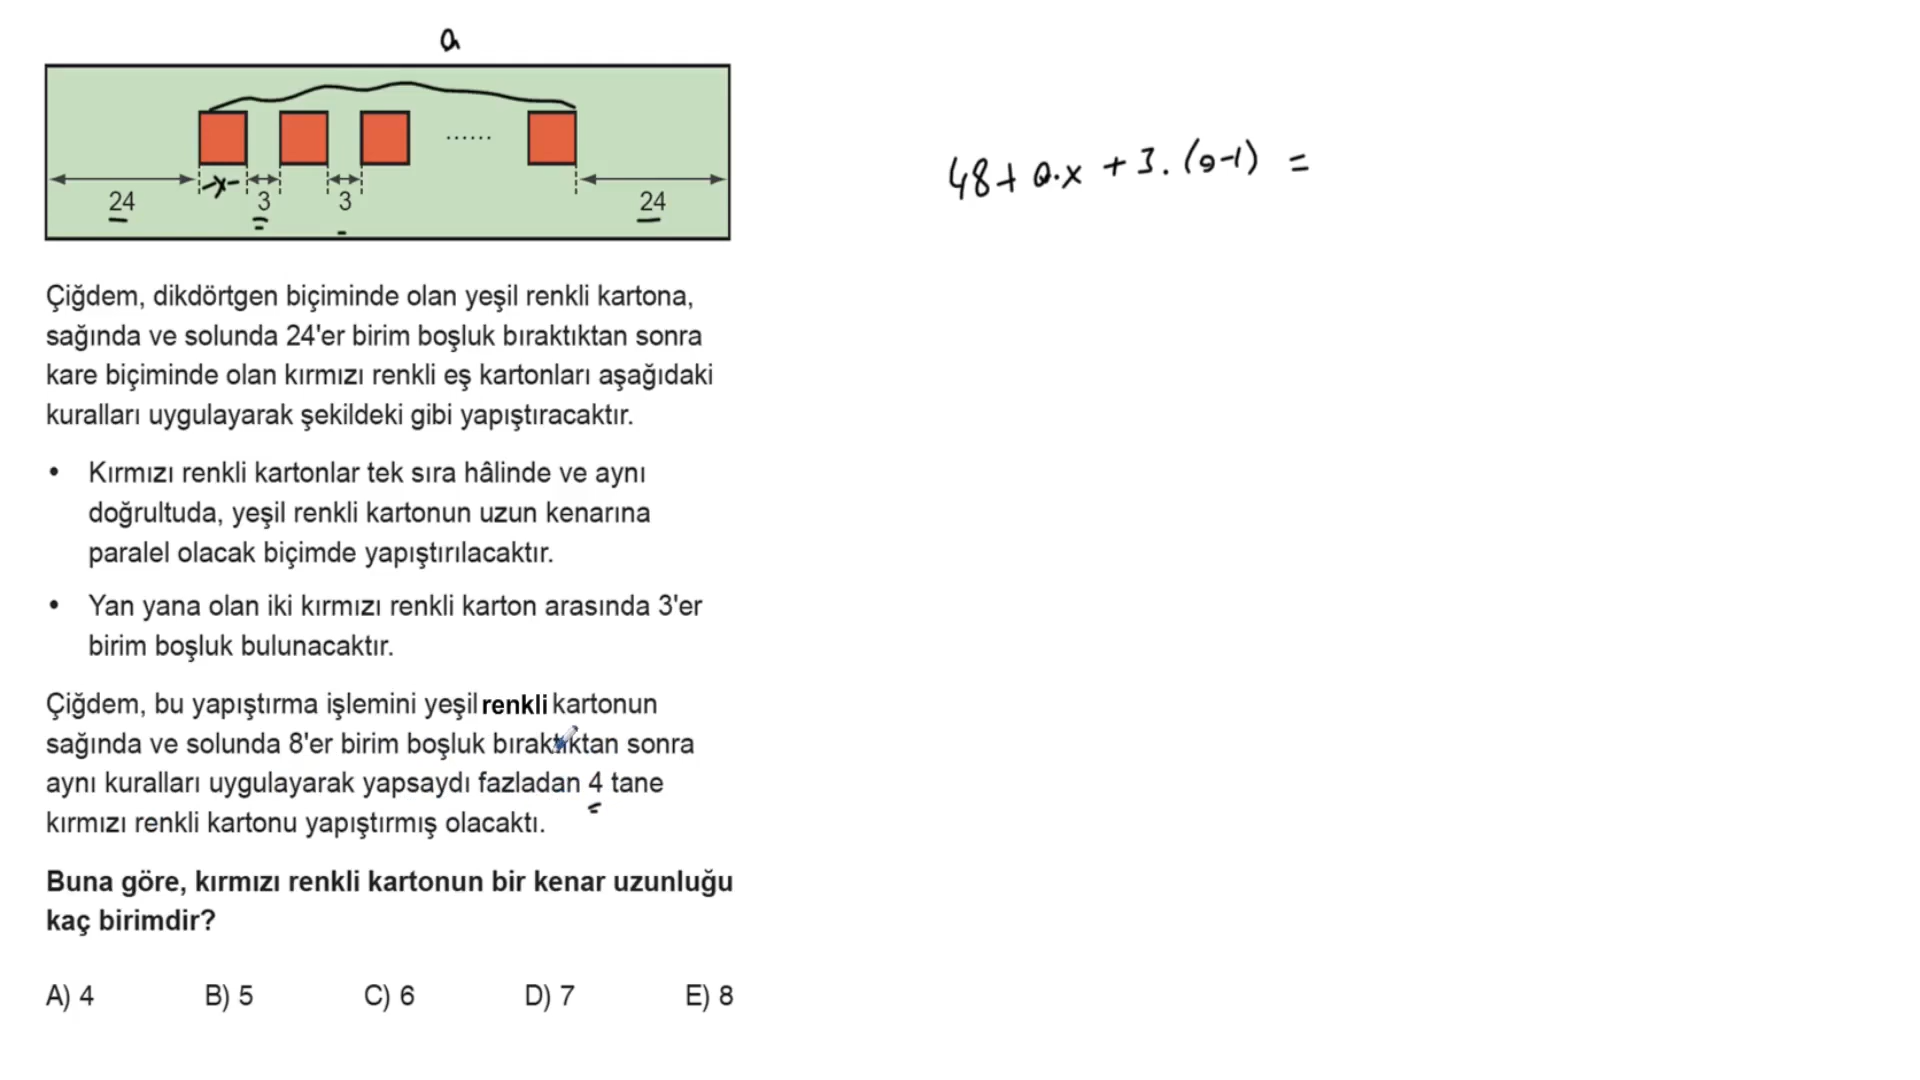 a
......
-x-
24
3
3
24
48 + a.x + 3.(a-1) =
Çiğdem, dikdörtgen biçiminde olan yeşil renkli kartona,
sağında ve solunda 24'er birim boşluk bıraktıktan sonra
kare biçiminde olan kırmızı renkli eş kartonları aşağıdaki
kuralları uygulayarak şekildeki gibi yapıştıracaktır.
• Kırmızı renkli kartonlar tek sıra hâlinde ve aynı
doğrultuda, yeşil renkli kartonun uzun kenarına
paralel olacak biçimde yapıştırılacaktır.
• Yan yana olan iki kırmızı renkli karton arasında 3'er
birim boşluk bulunacaktır.
Çiğdem, bu yapıştırma işlemini yeşil renkli kartonun
sağında ve solunda 8'er birim boşluk bıraktıktan sonra
aynı kuralları uygulayarak yapsaydı fazladan 4 tane
kırmızı renkli kartonu yapıştırmış olacaktı.
Buna göre, kırmızı renkli kartonun bir kenar uzunluğu
kaç birimdir?
A) 4 B) 5 C) 6 D) 7 E) 8